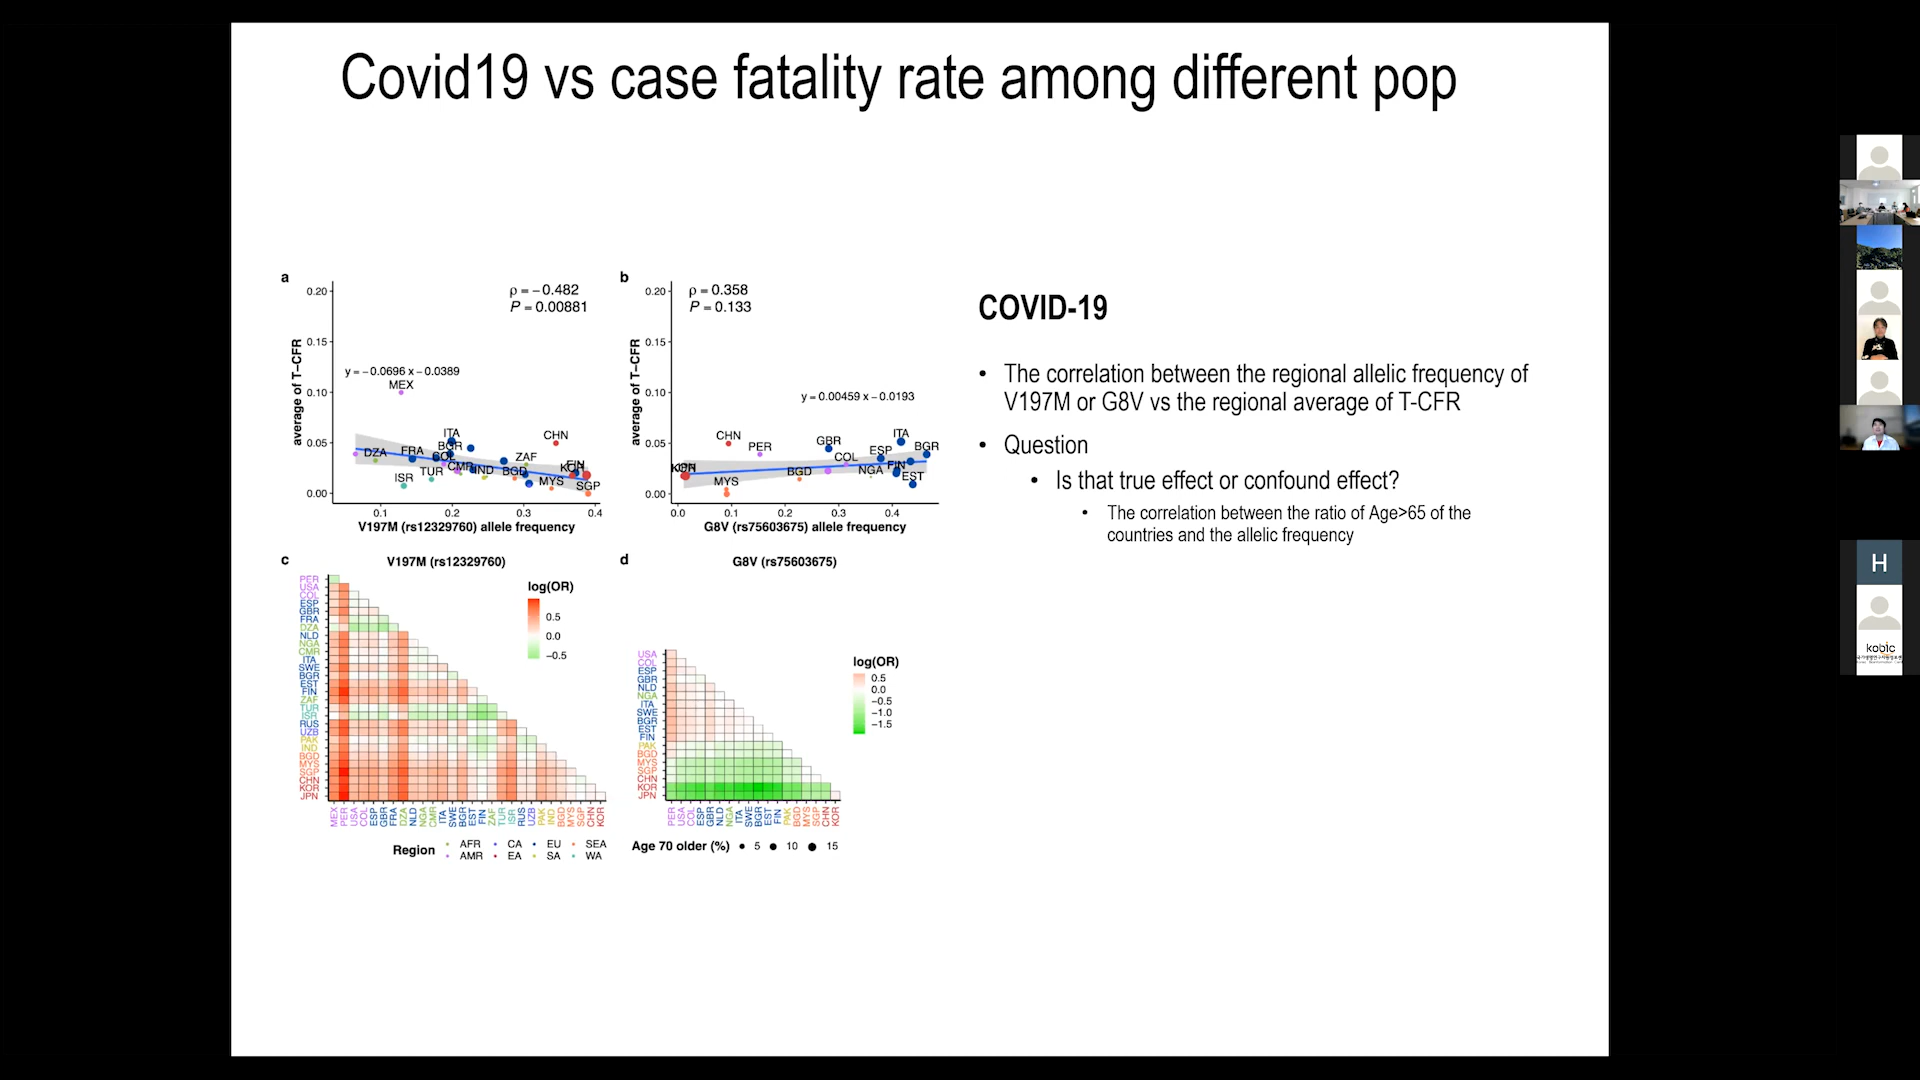 Covid19 vs case fatality rate among different pop
a
ρ = −0.482
P = 0.00881
0.20
0.15
0.10
0.05
0.00
average of T−CFR
y = −0.0696 x − 0.0389
MEX
ITA
CHN
BGR
DZA
FRA
COL
ZAF
FIN
TUR
CMR
IND
BGD
KOR
ISR
MYS
SGP
0.1 0.2 0.3 0.4
V197M (rs12329760) allele frequency
b
ρ = 0.358
P = 0.133
0.20
0.15
0.10
0.05
0.00
average of T−CFR
y = 0.00459 x − 0.0193
CHN
PER
GBR
ITA
BGR
ESP
COL
FIN
BGD
NGA
EST
MYS
0.0 0.1 0.2 0.3 0.4
G8V (rs75603675) allele frequency
COVID-19
• The correlation between the regional allelic frequency of
V197M or G8V vs the regional average of T-CFR
• Question
• Is that true effect or confound effect?
• The correlation between the ratio of Age>65 of the
countries and the allelic frequency
c
V197M (rs12329760)
log(OR)
0.5
0.0
−0.5
PER
USA
COL
ESP
GBR
FRA
DZA
NLD
NGA
CMR
ITA
SWE
BGR
EST
FIN
ZAF
TUR
ISR
RUS
UZB
PAK
IND
BGD
MYS
SGP
CHN
KOR
JPN
MEX PER USA COL ESP GBR FRA DZA NLD NGA CMR ITA SWE BGR EST FIN ZAF TUR ISR RUS UZB PAK IND BGD MYS SGP CHN KOR
d
G8V (rs75603675)
log(OR)
0.5
0.0
−0.5
−1.0
−1.5
USA
COL
ESP
GBR
NLD
NGA
ITA
SWE
BGR
EST
FIN
PAK
BGD
MYS
SGP
CHN
KOR
JPN
PER USA COL ESP GBR NLD NGA ITA SWE BGR EST FIN PAK BGD MYS SGP CHN KOR
Region
AFR CA EU SEA
AMR EA SA WA
Age 70 older (%) 5 10 15
H
kobic